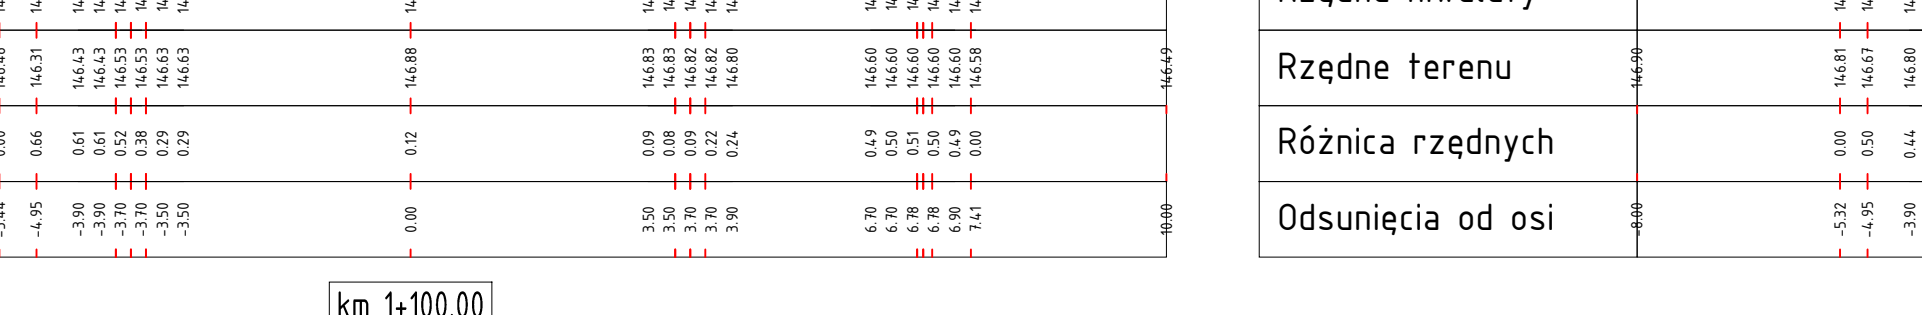 146.31 146.43 146.43 146.53 146.53 146.63 146.63 146.88 146.83 146.83 146.82 146.82 146.80 146.60 146.60 146.60 146.60 146.60 146.58 146.49
0.66 0.61 0.61 0.52 0.38 0.29 0.29 0.12 0.09 0.08 0.09 0.22 0.24 0.49 0.50 0.51 0.50 0.49 0.00
-4.95 -3.90 -3.90 -3.70 -3.70 -3.50 -3.50 0.00 3.50 3.50 3.70 3.70 3.90 6.70 6.70 6.78 6.78 6.90 7.41 10.00
km 1+100.00
Rzędne terenu 146.90 146.81 146.67 146.80
Różnica rzędnych 0.00 0.50 0.44
Odsunięcia od osi -8.00 -5.32 -4.95 -3.90